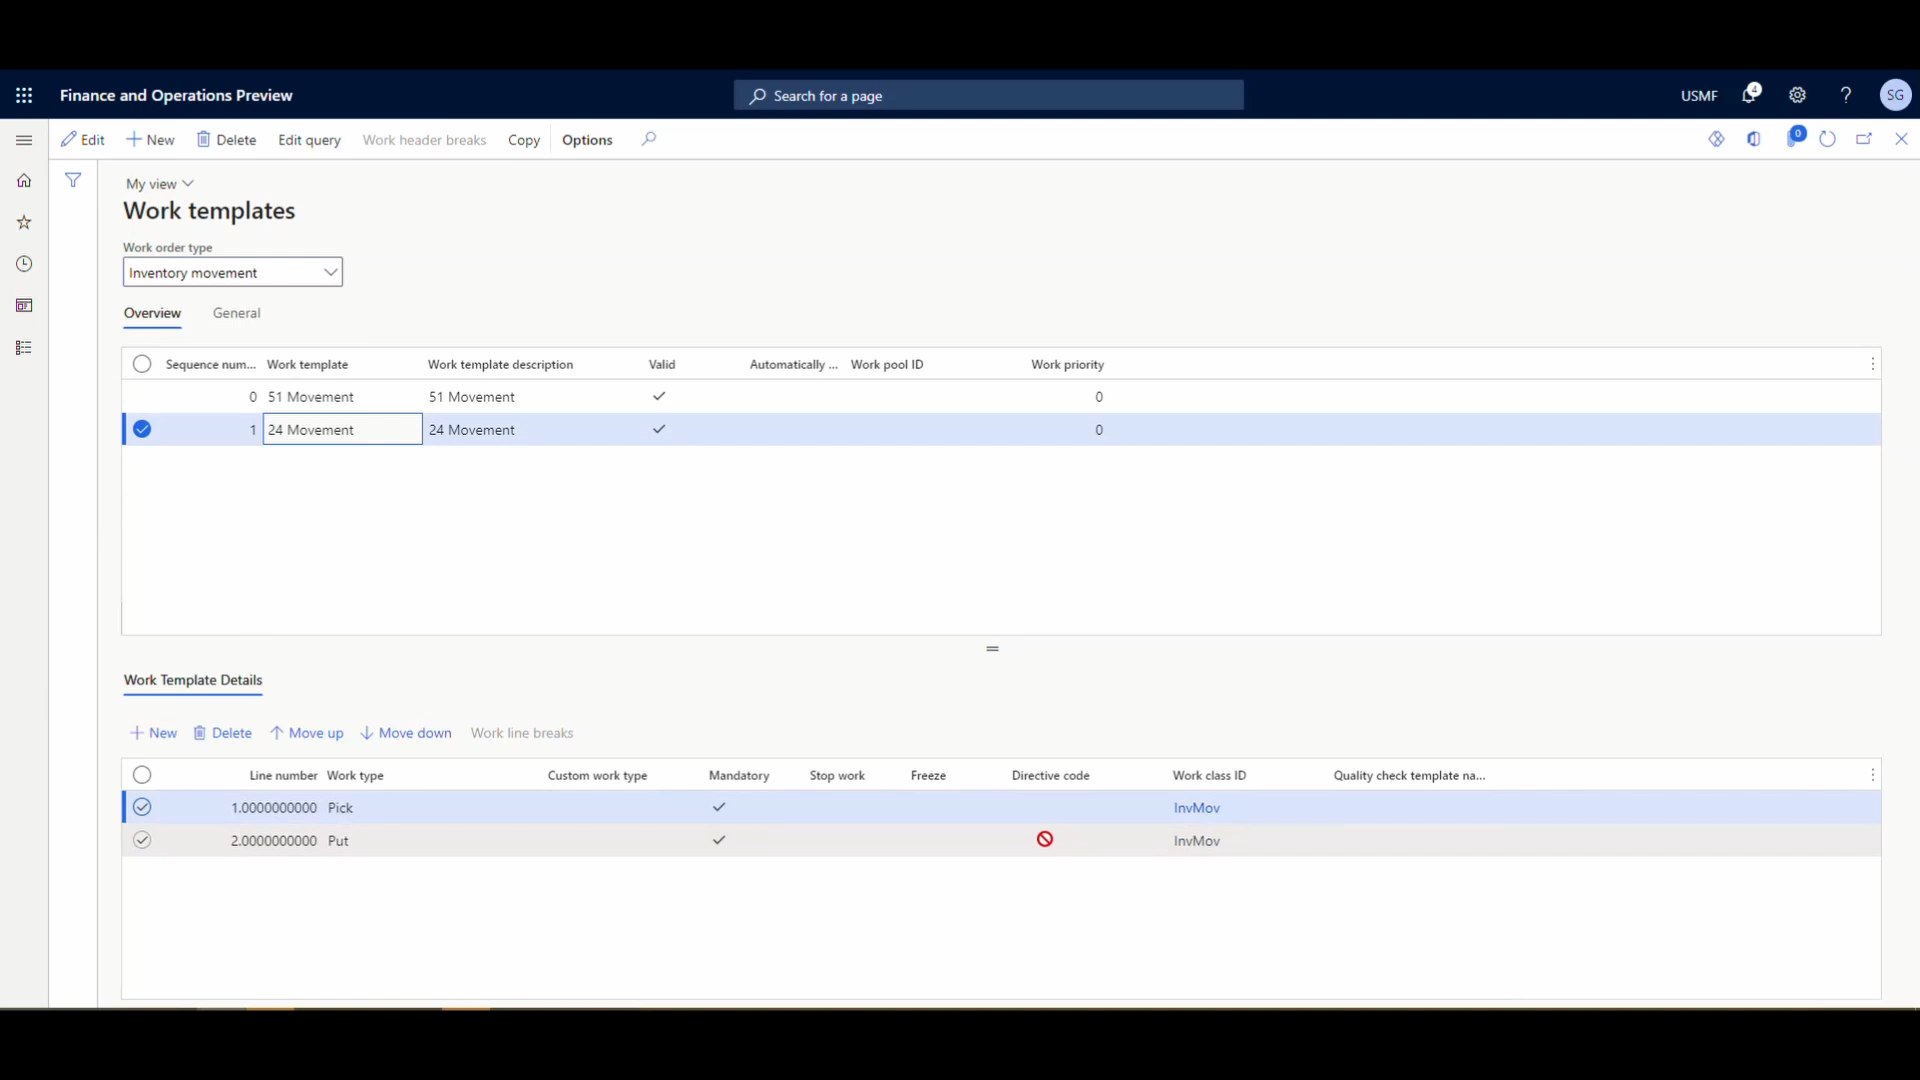 Finance and Operations Preview
Search for a page
USMF
4
?
SG
Edit
New
Delete
Edit query
Work header breaks
Copy
Options
0
My view
Work templates
Work order type
Inventory movement
Overview General
Sequence num... Work template Work template description Valid Automatically ... Work pool ID Work priority
0 51 Movement 51 Movement 0
1 24 Movement 24 Movement 0
Work Template Details
New Delete Move up Move down Work line breaks
Line number Work type Custom work type Mandatory Stop work Freeze Directive code Work class ID Quality check template na...
1.0000000000 Pick InvMov
2.0000000000 Put InvMov